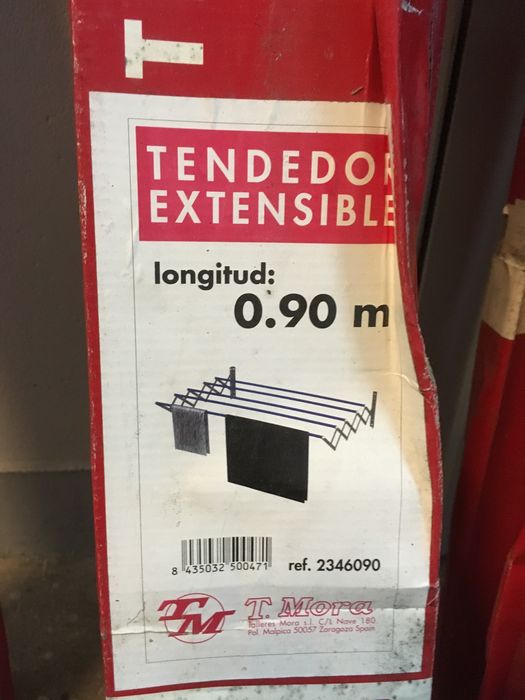 T
TENDEDOR
EXTENSIBLE
longitud:
0.90 m
8 435032 500471
ref. 2346090
TM
T. Mora
Talleres Mora s.l. C/L Nave 180
Pol. Malpica 50057 Zaragoza Spain